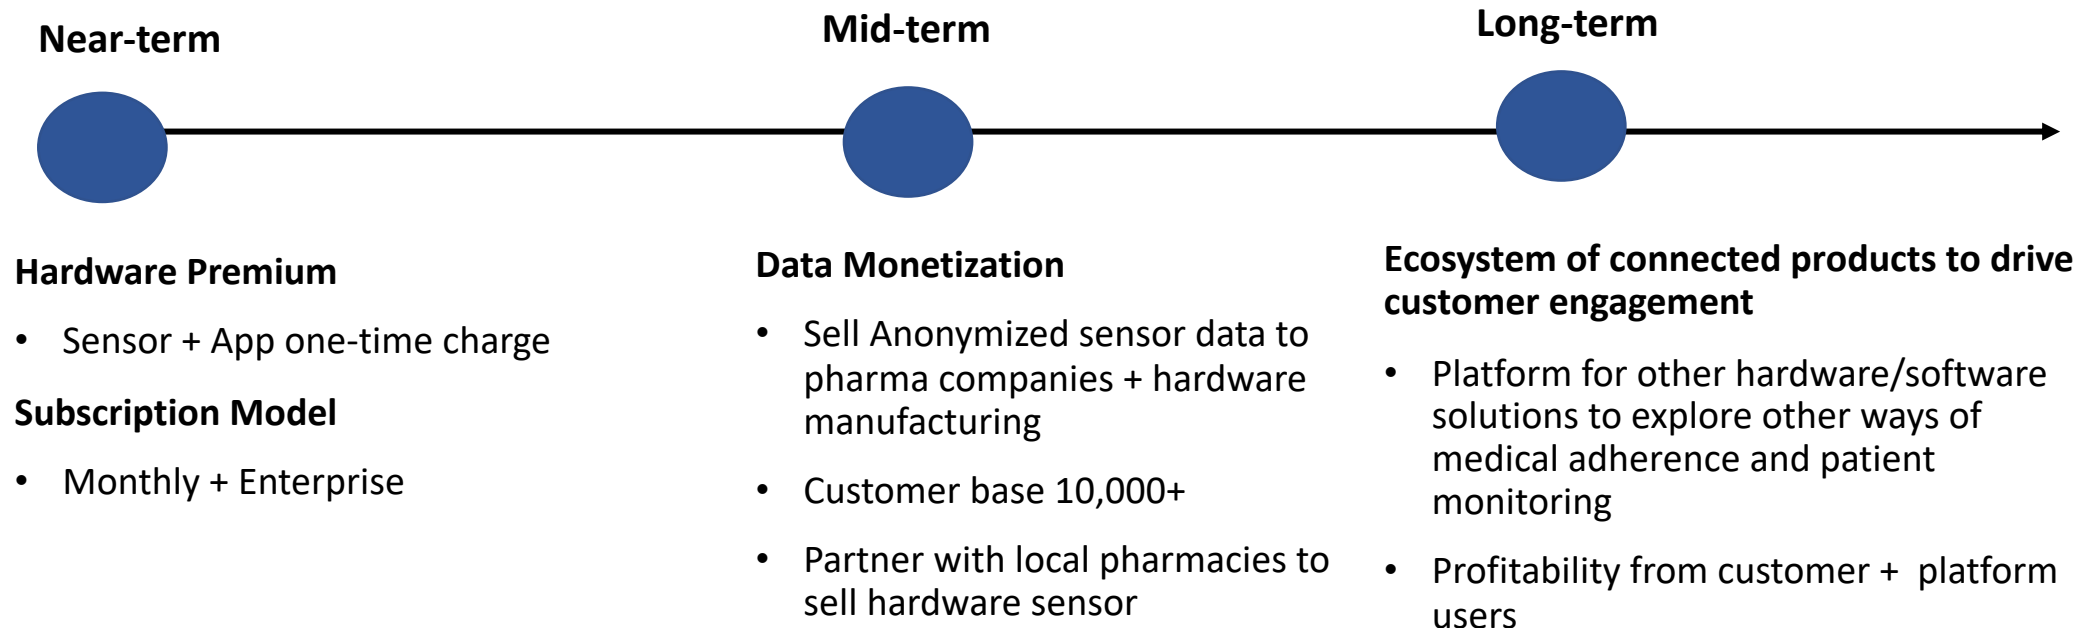 Near-term
Mid-term
Long-term
Hardware Premium
• Sensor + App one-time charge
Subscription Model
• Monthly + Enterprise
Data Monetization
• Sell Anonymized sensor data to
pharma companies + hardware
manufacturing
• Customer base 10,000+
• Partner with local pharmacies to
sell hardware sensor
Ecosystem of connected products to drive
customer engagement
• Platform for other hardware/software
solutions to explore other ways of
medical adherence and patient
monitoring
• Profitability from customer + platform
users